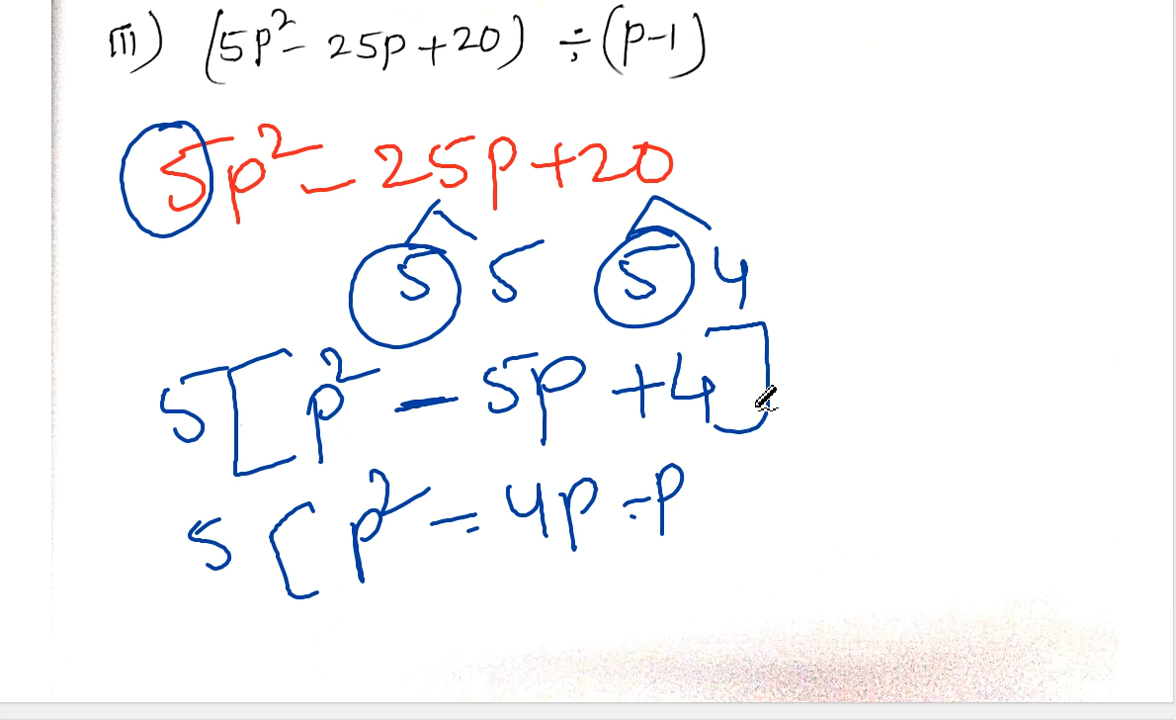 iii) (5p² - 25p + 20) ÷ (p-1)
5p² - 25p + 20
5 5 5 4
5[p² - 5p + 4]
5[p² - 4p - p